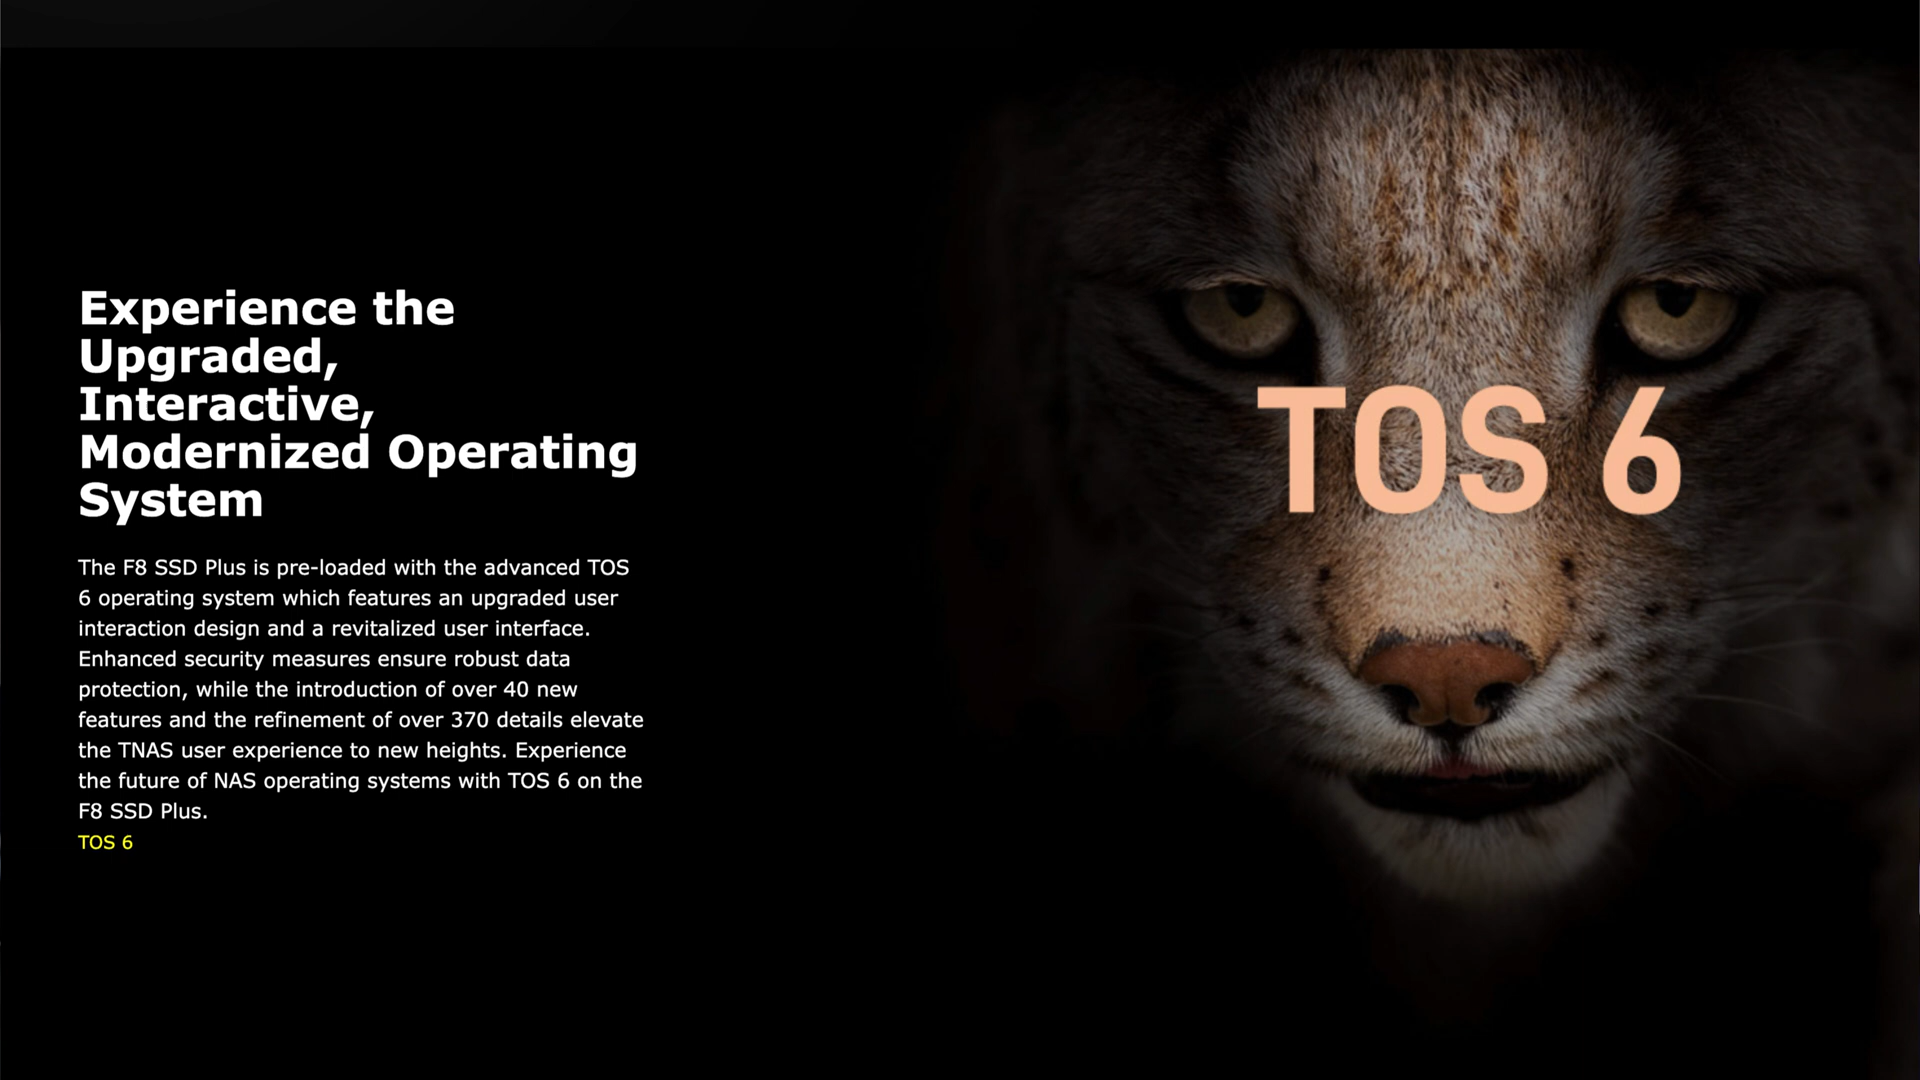 Experience the
Upgraded,
Interactive,
Modernized Operating
System
The F8 SSD Plus is pre-loaded with the advanced TOS
6 operating system which features an upgraded user
interaction design and a revitalized user interface.
Enhanced security measures ensure robust data
protection, while the introduction of over 40 new
features and the refinement of over 370 details elevate
the TNAS user experience to new heights. Experience
the future of NAS operating systems with TOS 6 on the
F8 SSD Plus.
TOS 6
TOS 6